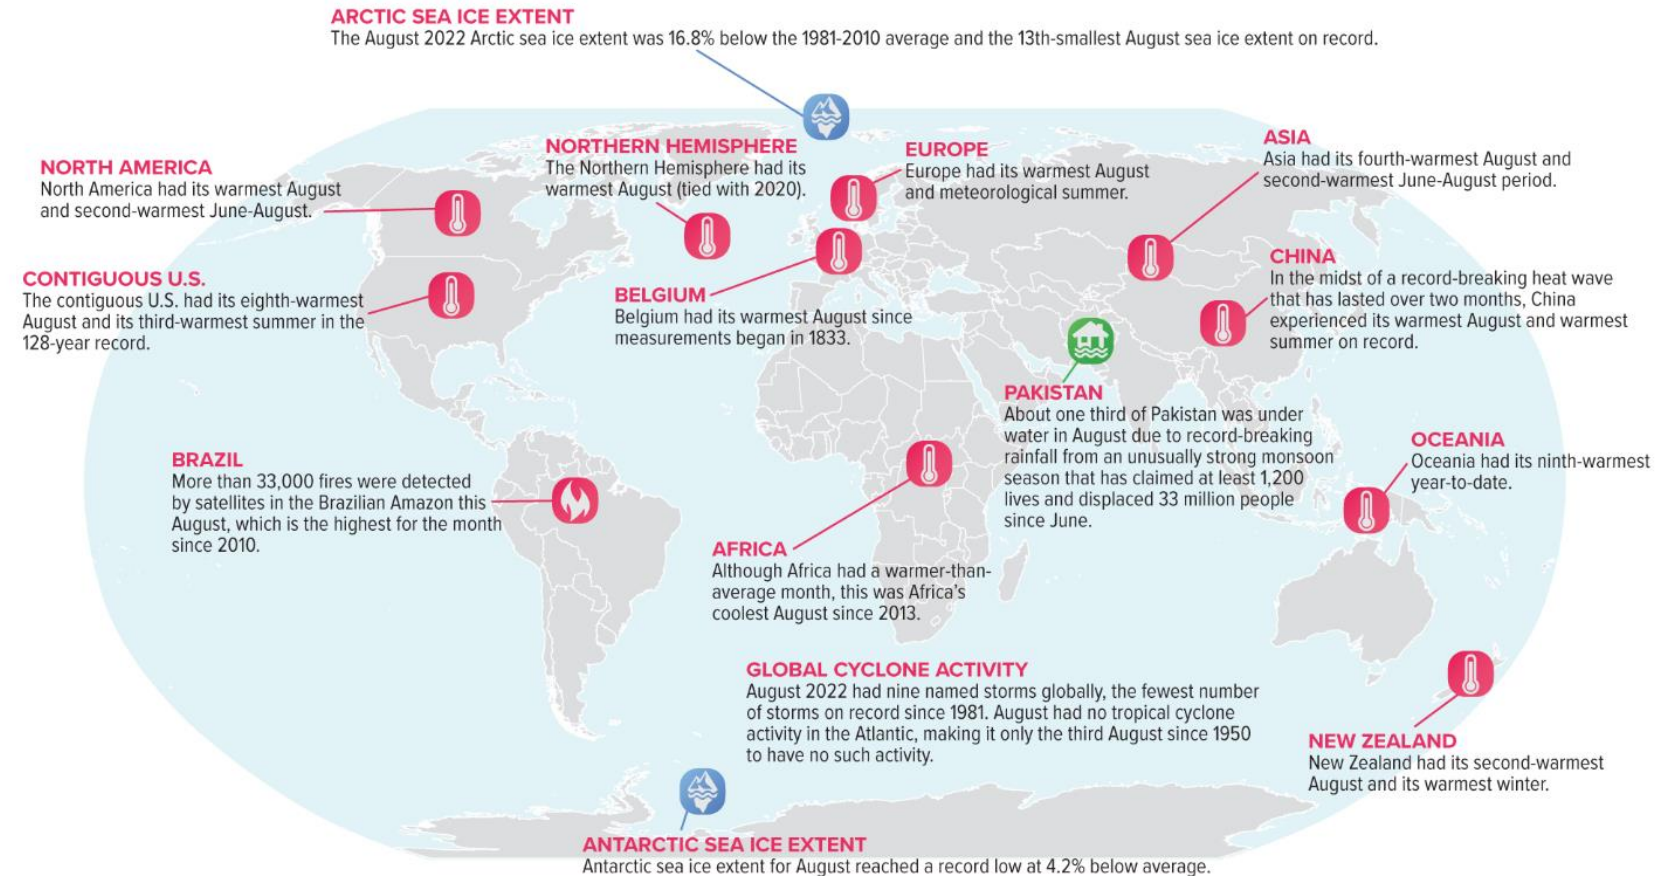 ARCTIC SEA ICE EXTENT
The August 2022 Arctic sea ice extent was 16.8% below the 1981-2010 average and the 13th-smallest August sea ice extent on record.
NORTH AMERICA
North America had its warmest August
and second-warmest June-August.
NORTHERN HEMISPHERE
The Northern Hemisphere had its
warmest August (tied with 2020).
EUROPE
Europe had its warmest August
and meteorological summer.
ASIA
Asia had its fourth-warmest August and
second-warmest June-August period.
CONTIGUOUS U.S.
The contiguous U.S. had its eighth-warmest
August and its third-warmest summer in the
128-year record.
BELGIUM
Belgium had its warmest August since
measurements began in 1833.
CHINA
In the midst of a record-breaking heat wave
that has lasted over two months, China
experienced its warmest August and warmest
summer on record.
PAKISTAN
About one third of Pakistan was under
water in August due to record-breaking
rainfall from an unusually strong monsoon
season that has claimed at least 1,200
lives and displaced 33 million people
since June.
BRAZIL
More than 33,000 fires were detected
by satellites in the Brazilian Amazon this
August, which is the highest for the month
since 2010.
OCEANIA
Oceania had its ninth-warmest
year-to-date.
AFRICA
Although Africa had a warmer-than-
average month, this was Africa's
coolest August since 2013.
GLOBAL CYCLONE ACTIVITY
August 2022 had nine named storms globally, the fewest number
of storms on record since 1981. August had no tropical cyclone
activity in the Atlantic, making it only the third August since 1950
to have no such activity.
NEW ZEALAND
New Zealand had its second-warmest
August and its warmest winter.
ANTARCTIC SEA ICE EXTENT
Antarctic sea ice extent for August reached a record low at 4.2% below average.